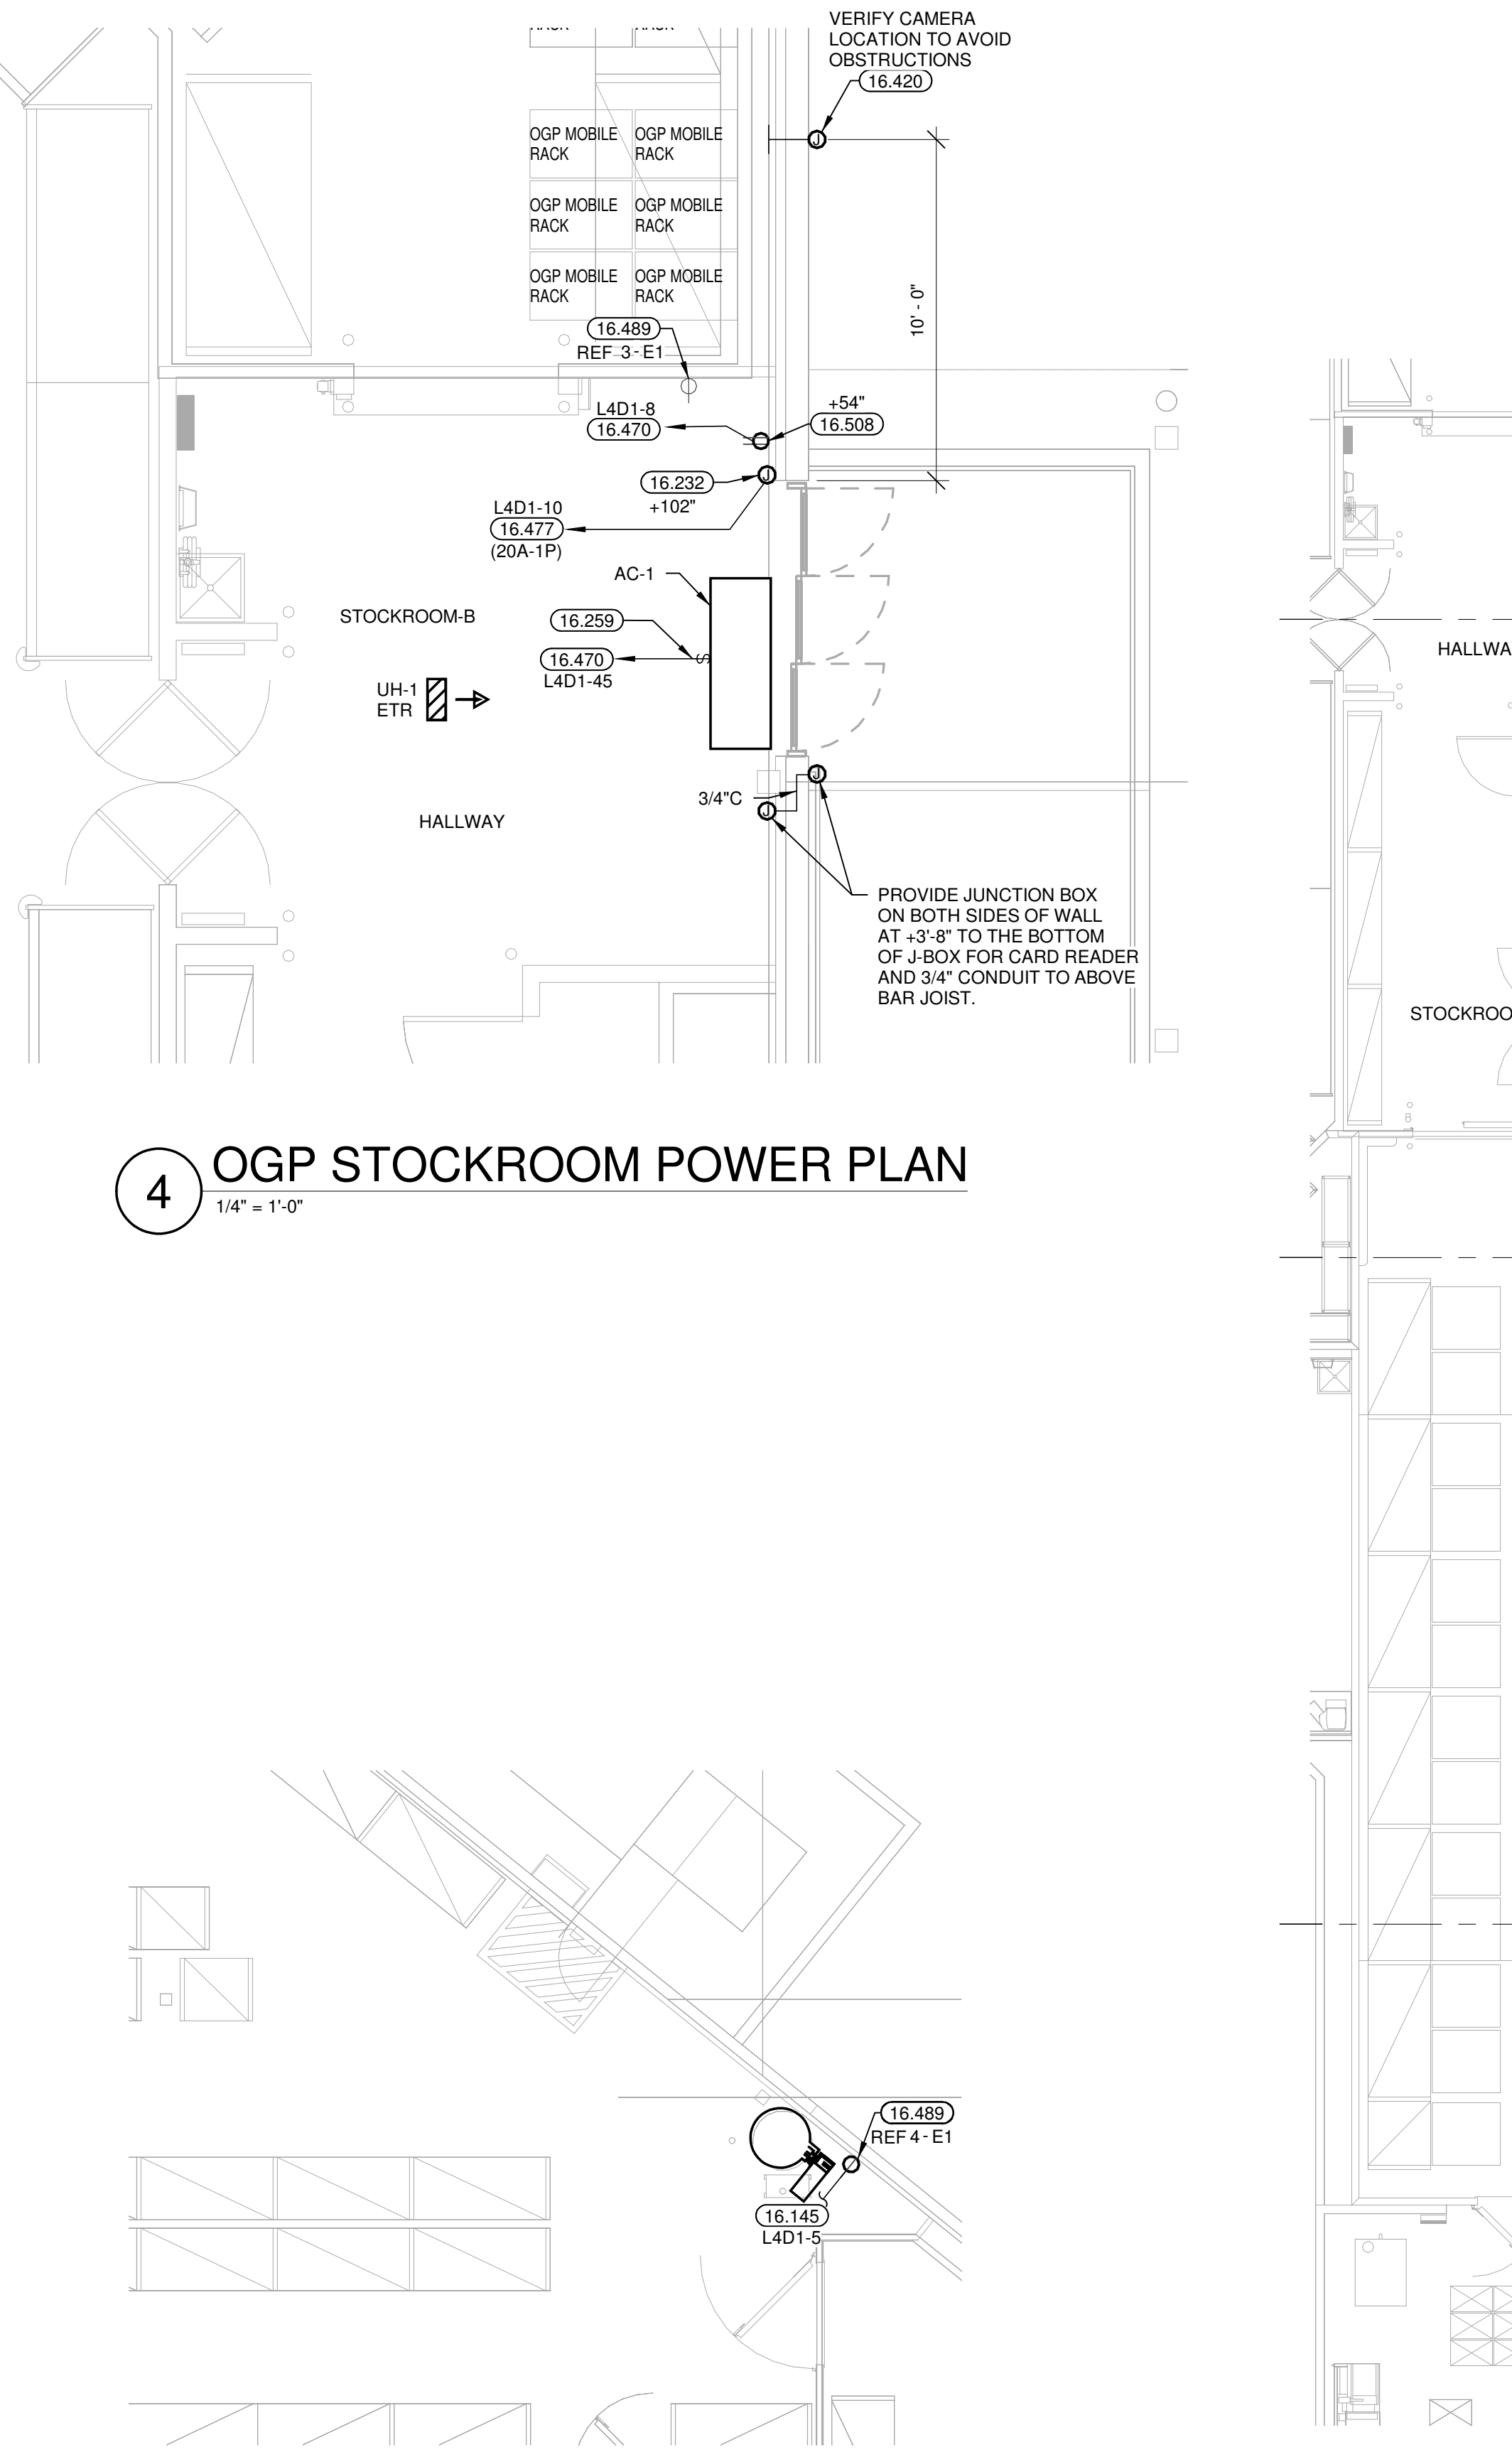 VERIFY CAMERA
LOCATION TO AVOID
OBSTRUCTIONS
16.420
J
OGP MOBILE
RACK
OGP MOBILE
RACK
OGP MOBILE
RACK
OGP MOBILE
RACK
OGP MOBILE
RACK
OGP MOBILE
RACK
10' - 0"
16.489
REF 3-E1
L4D1-8
16.470
+54"
16.508
16.232
+102"
J
L4D1-10
16.477
(20A-1P)
AC-1
STOCKROOM-B
16.259
S
16.470
L4D1-45
UH-1
ETR
J
3/4"C
J
HALLWAY
PROVIDE JUNCTION BOX
ON BOTH SIDES OF WALL
AT +3'-8" TO THE BOTTOM
OF J-BOX FOR CARD READER
AND 3/4" CONDUIT TO ABOVE
BAR JOIST.
4
OGP STOCKROOM POWER PLAN
1/4" = 1'-0"
HALLWA
STOCKROO
16.489
REF 4-E1
16.145
L4D1-5